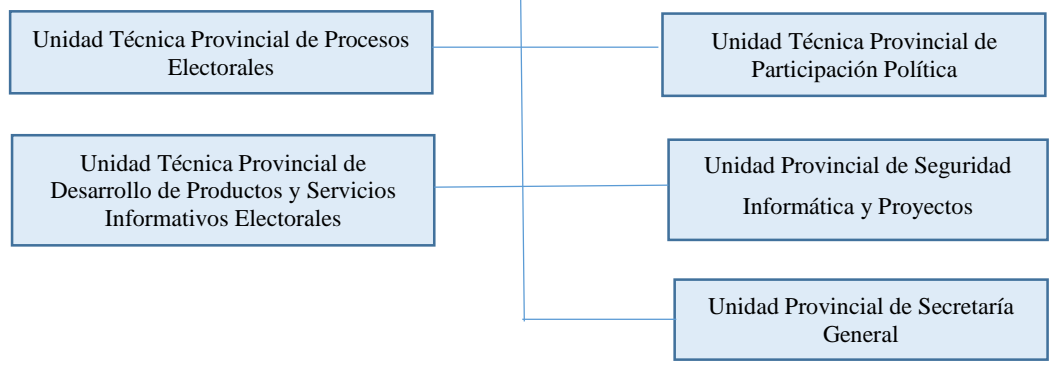 Unidad Técnica Provincial de Procesos
Electorales
Unidad Técnica Provincial de
Participación Política
Unidad Técnica Provincial de
Desarrollo de Productos y Servicios
Informativos Electorales
Unidad Provincial de Seguridad
Informática y Proyectos
Unidad Provincial de Secretaría
General